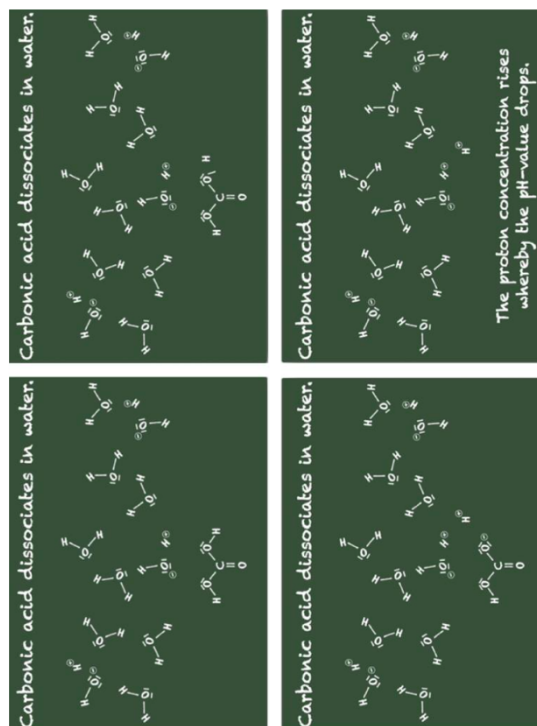 Carbonic acid dissociates in water.
Carbonic acid dissociates in water.
Carbonic acid dissociates in water.
Carbonic acid dissociates in water.
The proton concentration rises
whereby the pH-value drops.